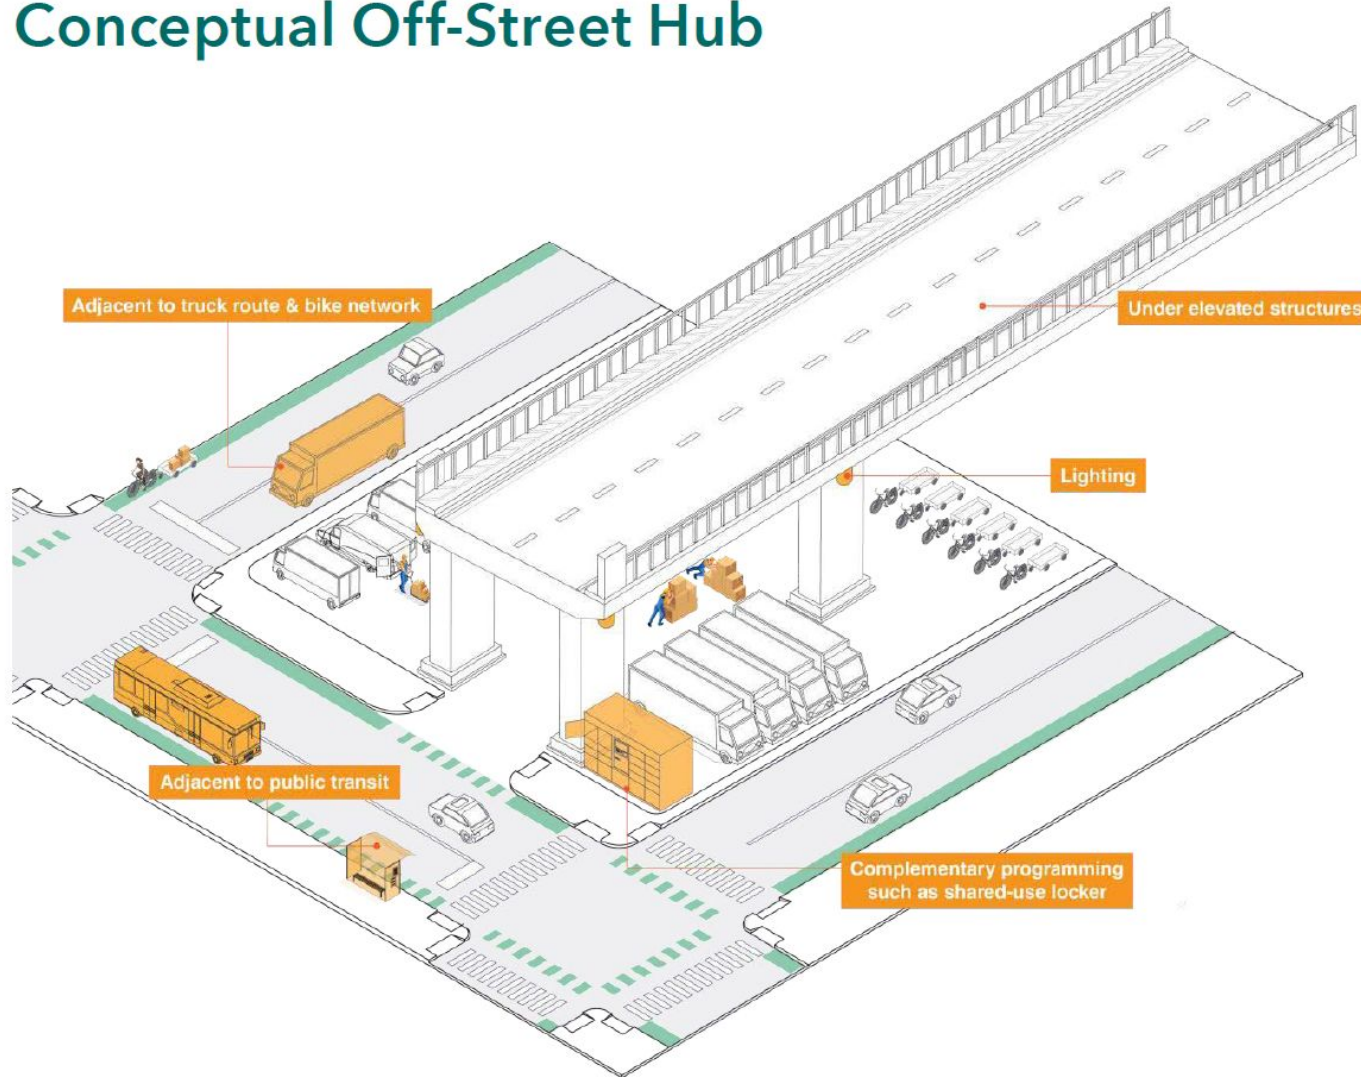 Conceptual Off-Street Hub
Adjacent to truck route & bike network
Under elevated structures
Lighting
Adjacent to public transit
Complementary programming
such as shared-use locker